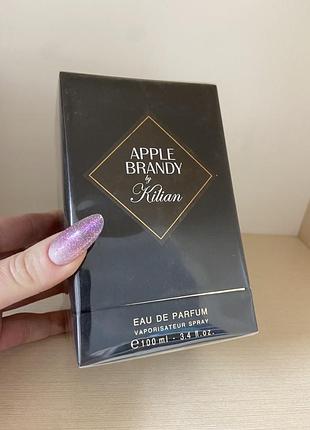 APPLE
BRANDY
by
Kilian
EAU DE PARFUM
VAPORISATEUR SPRAY
℮100 ml - 3.4 fl.oz.